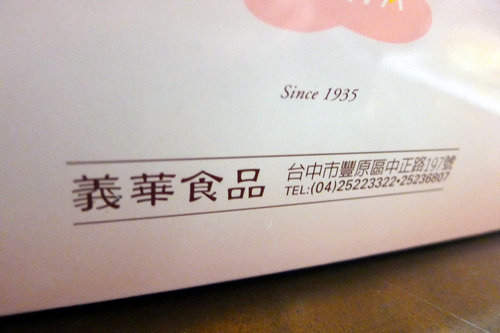 Since 1935
義華食品
台中市豐原區中正路197號
TEL:(04)25223322•25236807